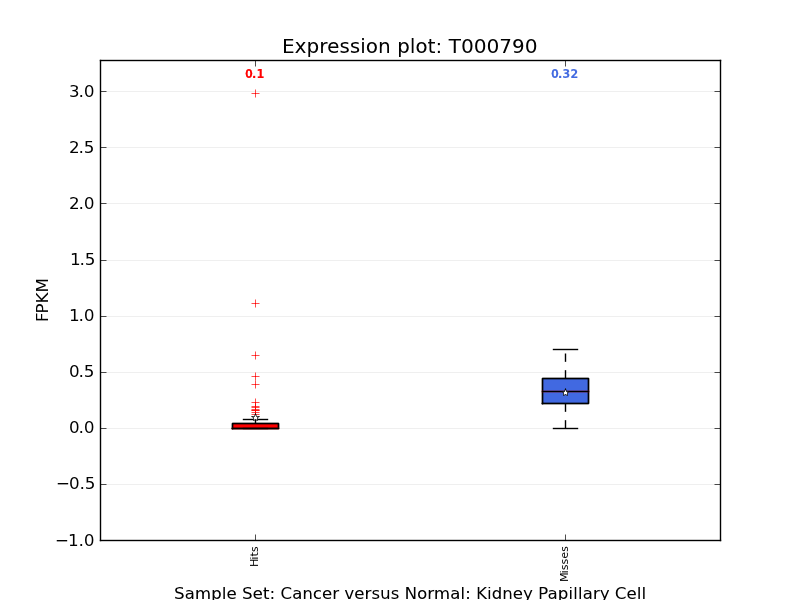 Expression plot: T000790
0.1 0.32
3.0
2.5
2.0
1.5
1.0
0.5
0.0
−0.5
−1.0
FPKM
Hits Misses
Sample Set: Cancer versus Normal: Kidney Papillary Cell